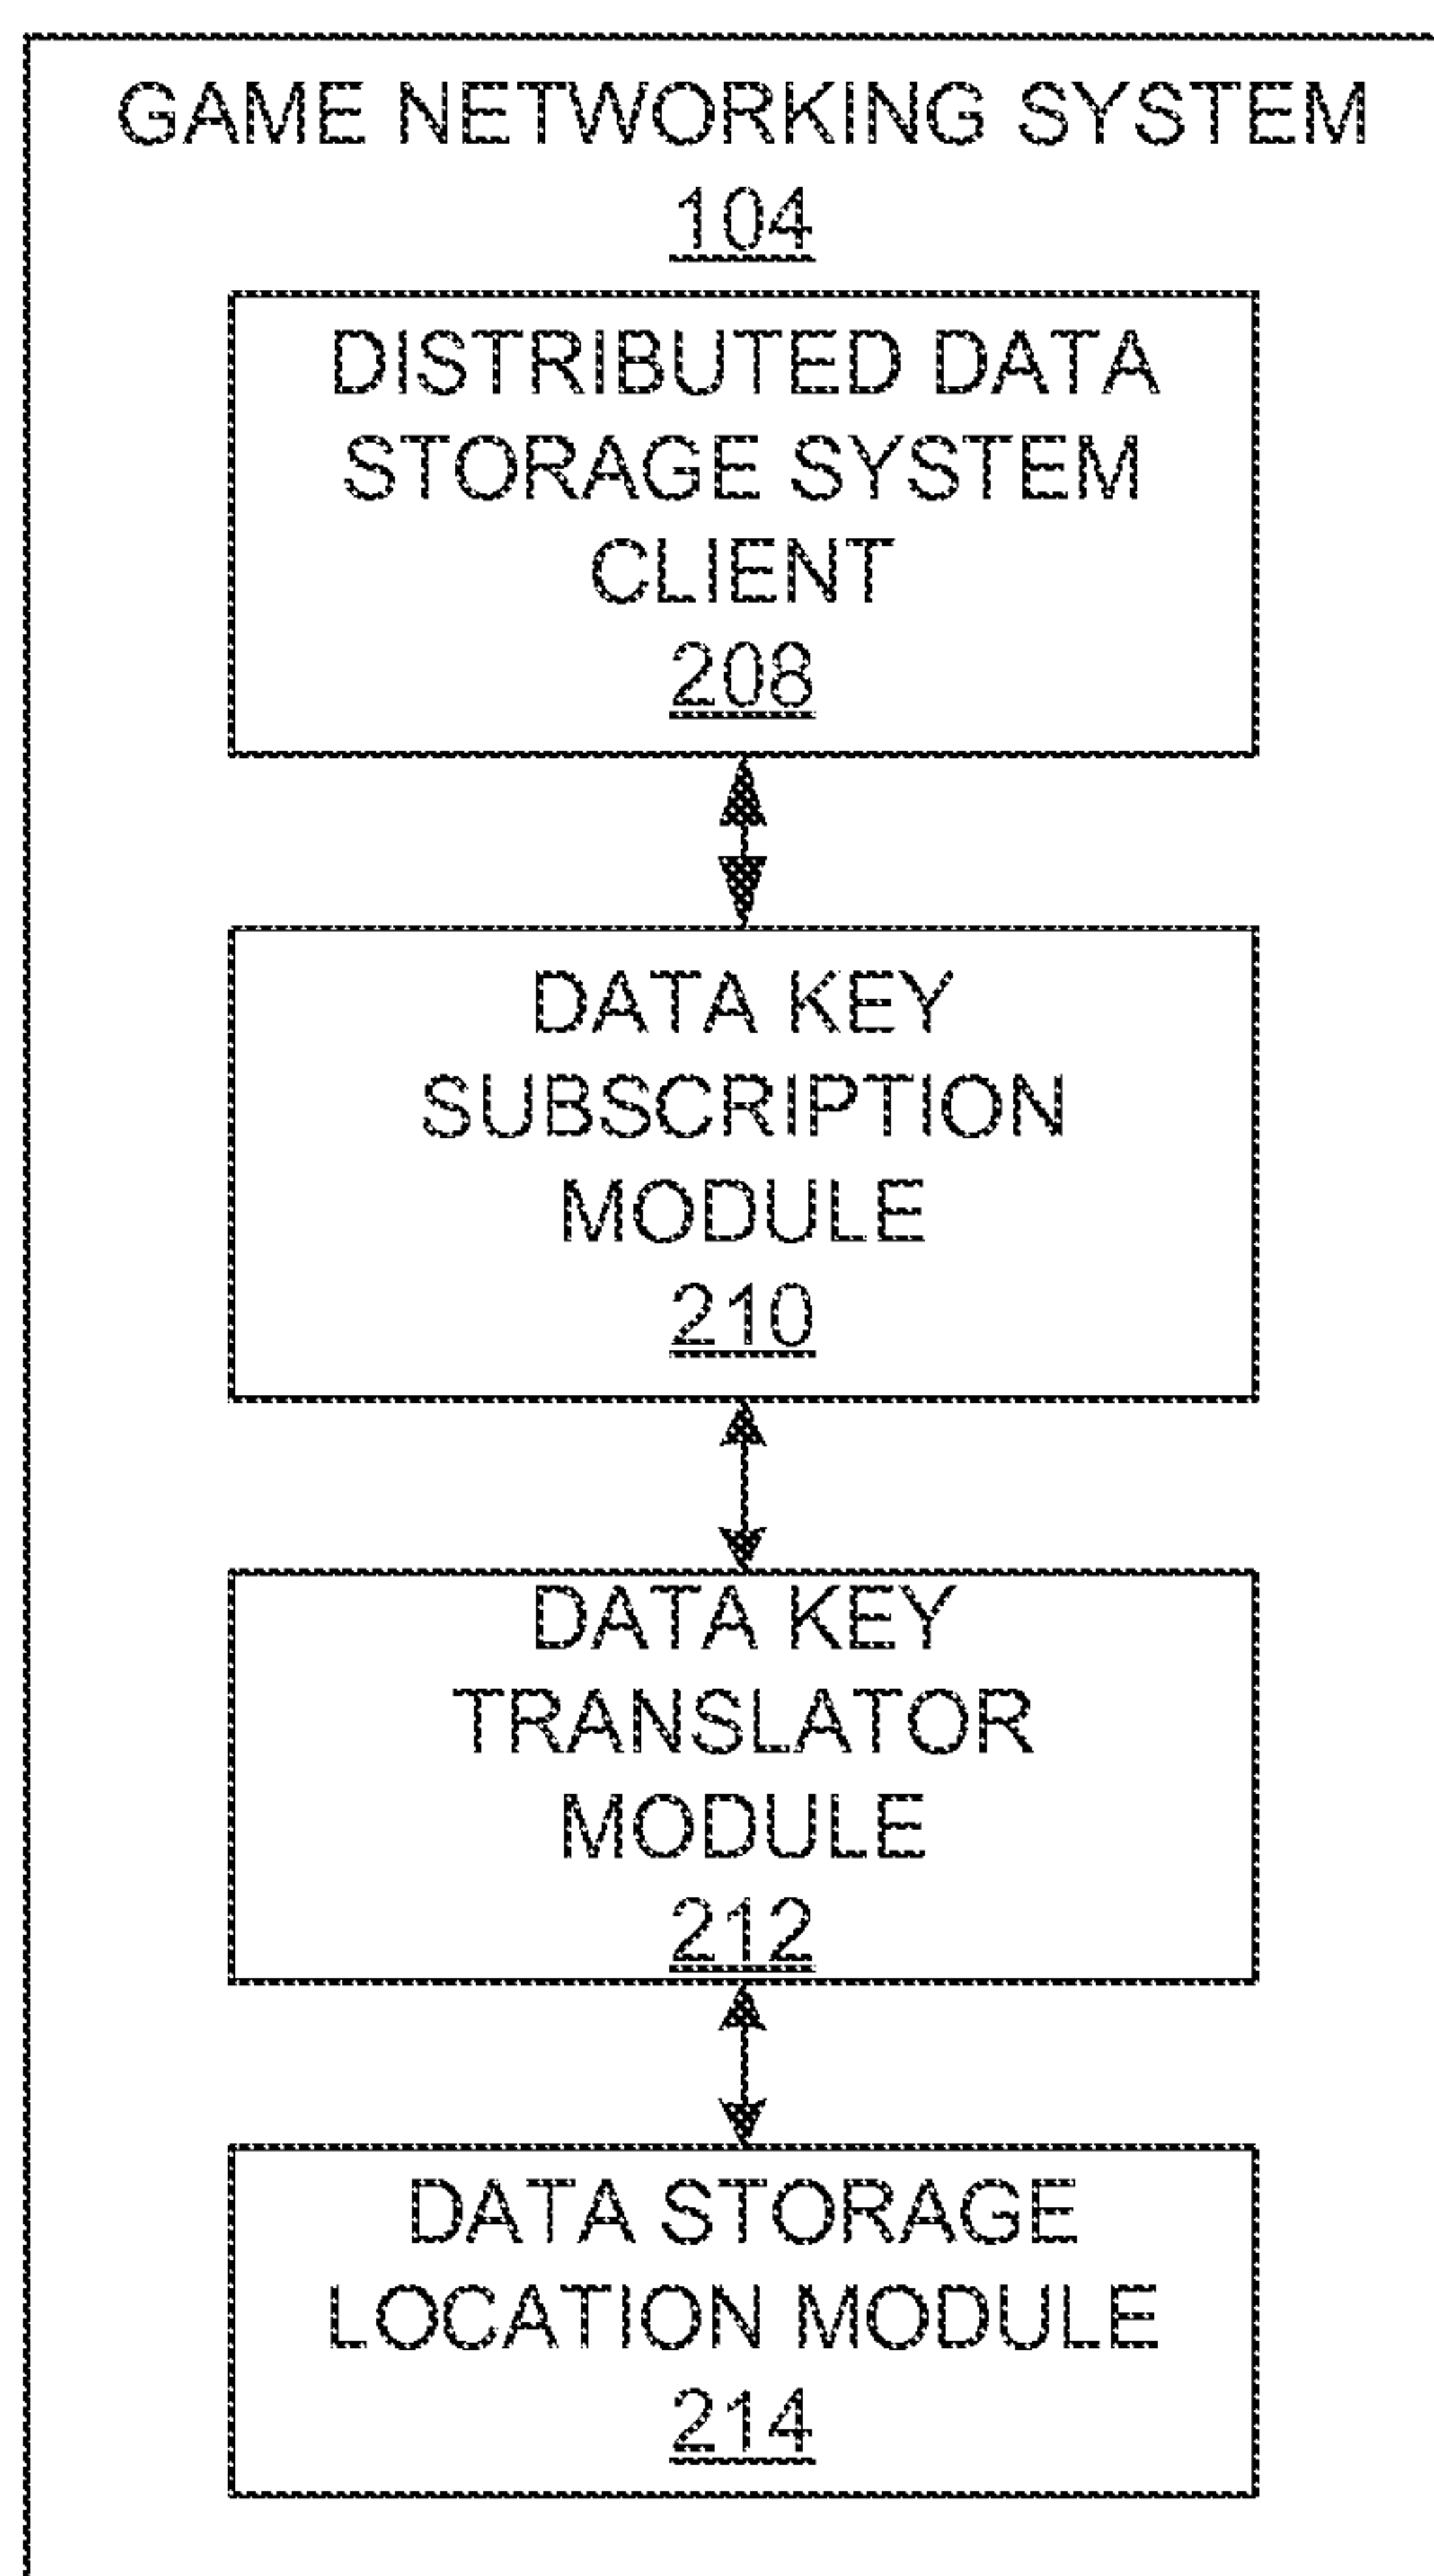 GAME NETWORKING SYSTEM
104
DISTRIBUTED DATA
STORAGE SYSTEM
CLIENT
208
DATA KEY
SUBSCRIPTION
MODULE
210
DATA KEY
TRANSLATOR
MODULE
212
DATA STORAGE
LOCATION MODULE
214